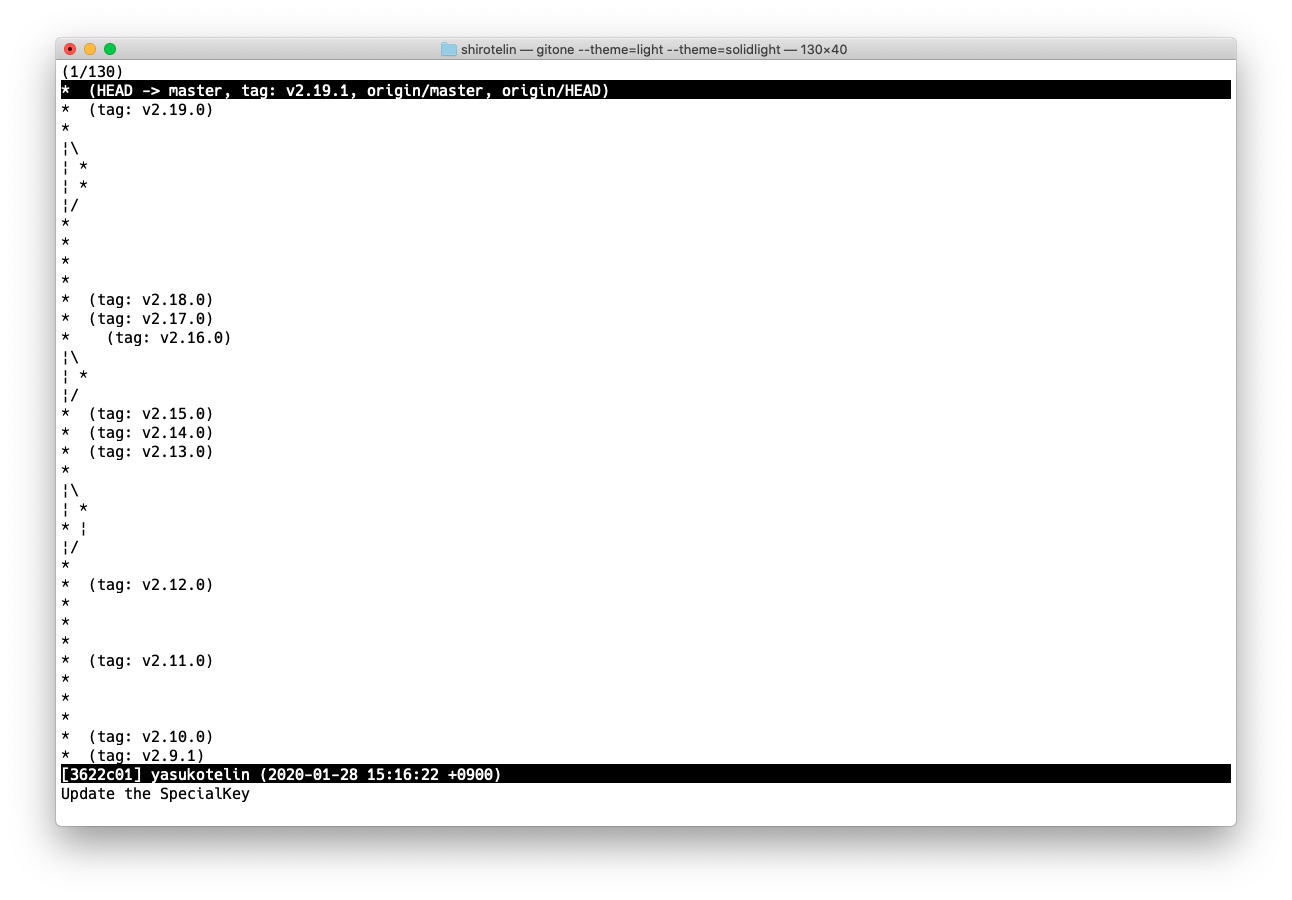 shirotelin — gitone --theme=light --theme=solidlight — 130×40
(1/130)
*  (HEAD -> master, tag: v2.19.1, origin/master, origin/HEAD)
*  (tag: v2.19.0)
*
¦\
¦ *
¦ *
¦/
*
*
*
*
*  (tag: v2.18.0)
*  (tag: v2.17.0)
*    (tag: v2.16.0)
¦\
¦ *
¦/
*  (tag: v2.15.0)
*  (tag: v2.14.0)
*  (tag: v2.13.0)
*
¦\
¦ *
* ¦
¦/
*
*  (tag: v2.12.0)
*
*
*
*  (tag: v2.11.0)
*
*
*
*  (tag: v2.10.0)
*  (tag: v2.9.1)
[3622c01] yasukotelin (2020-01-28 15:16:22 +0900)
Update the SpecialKey